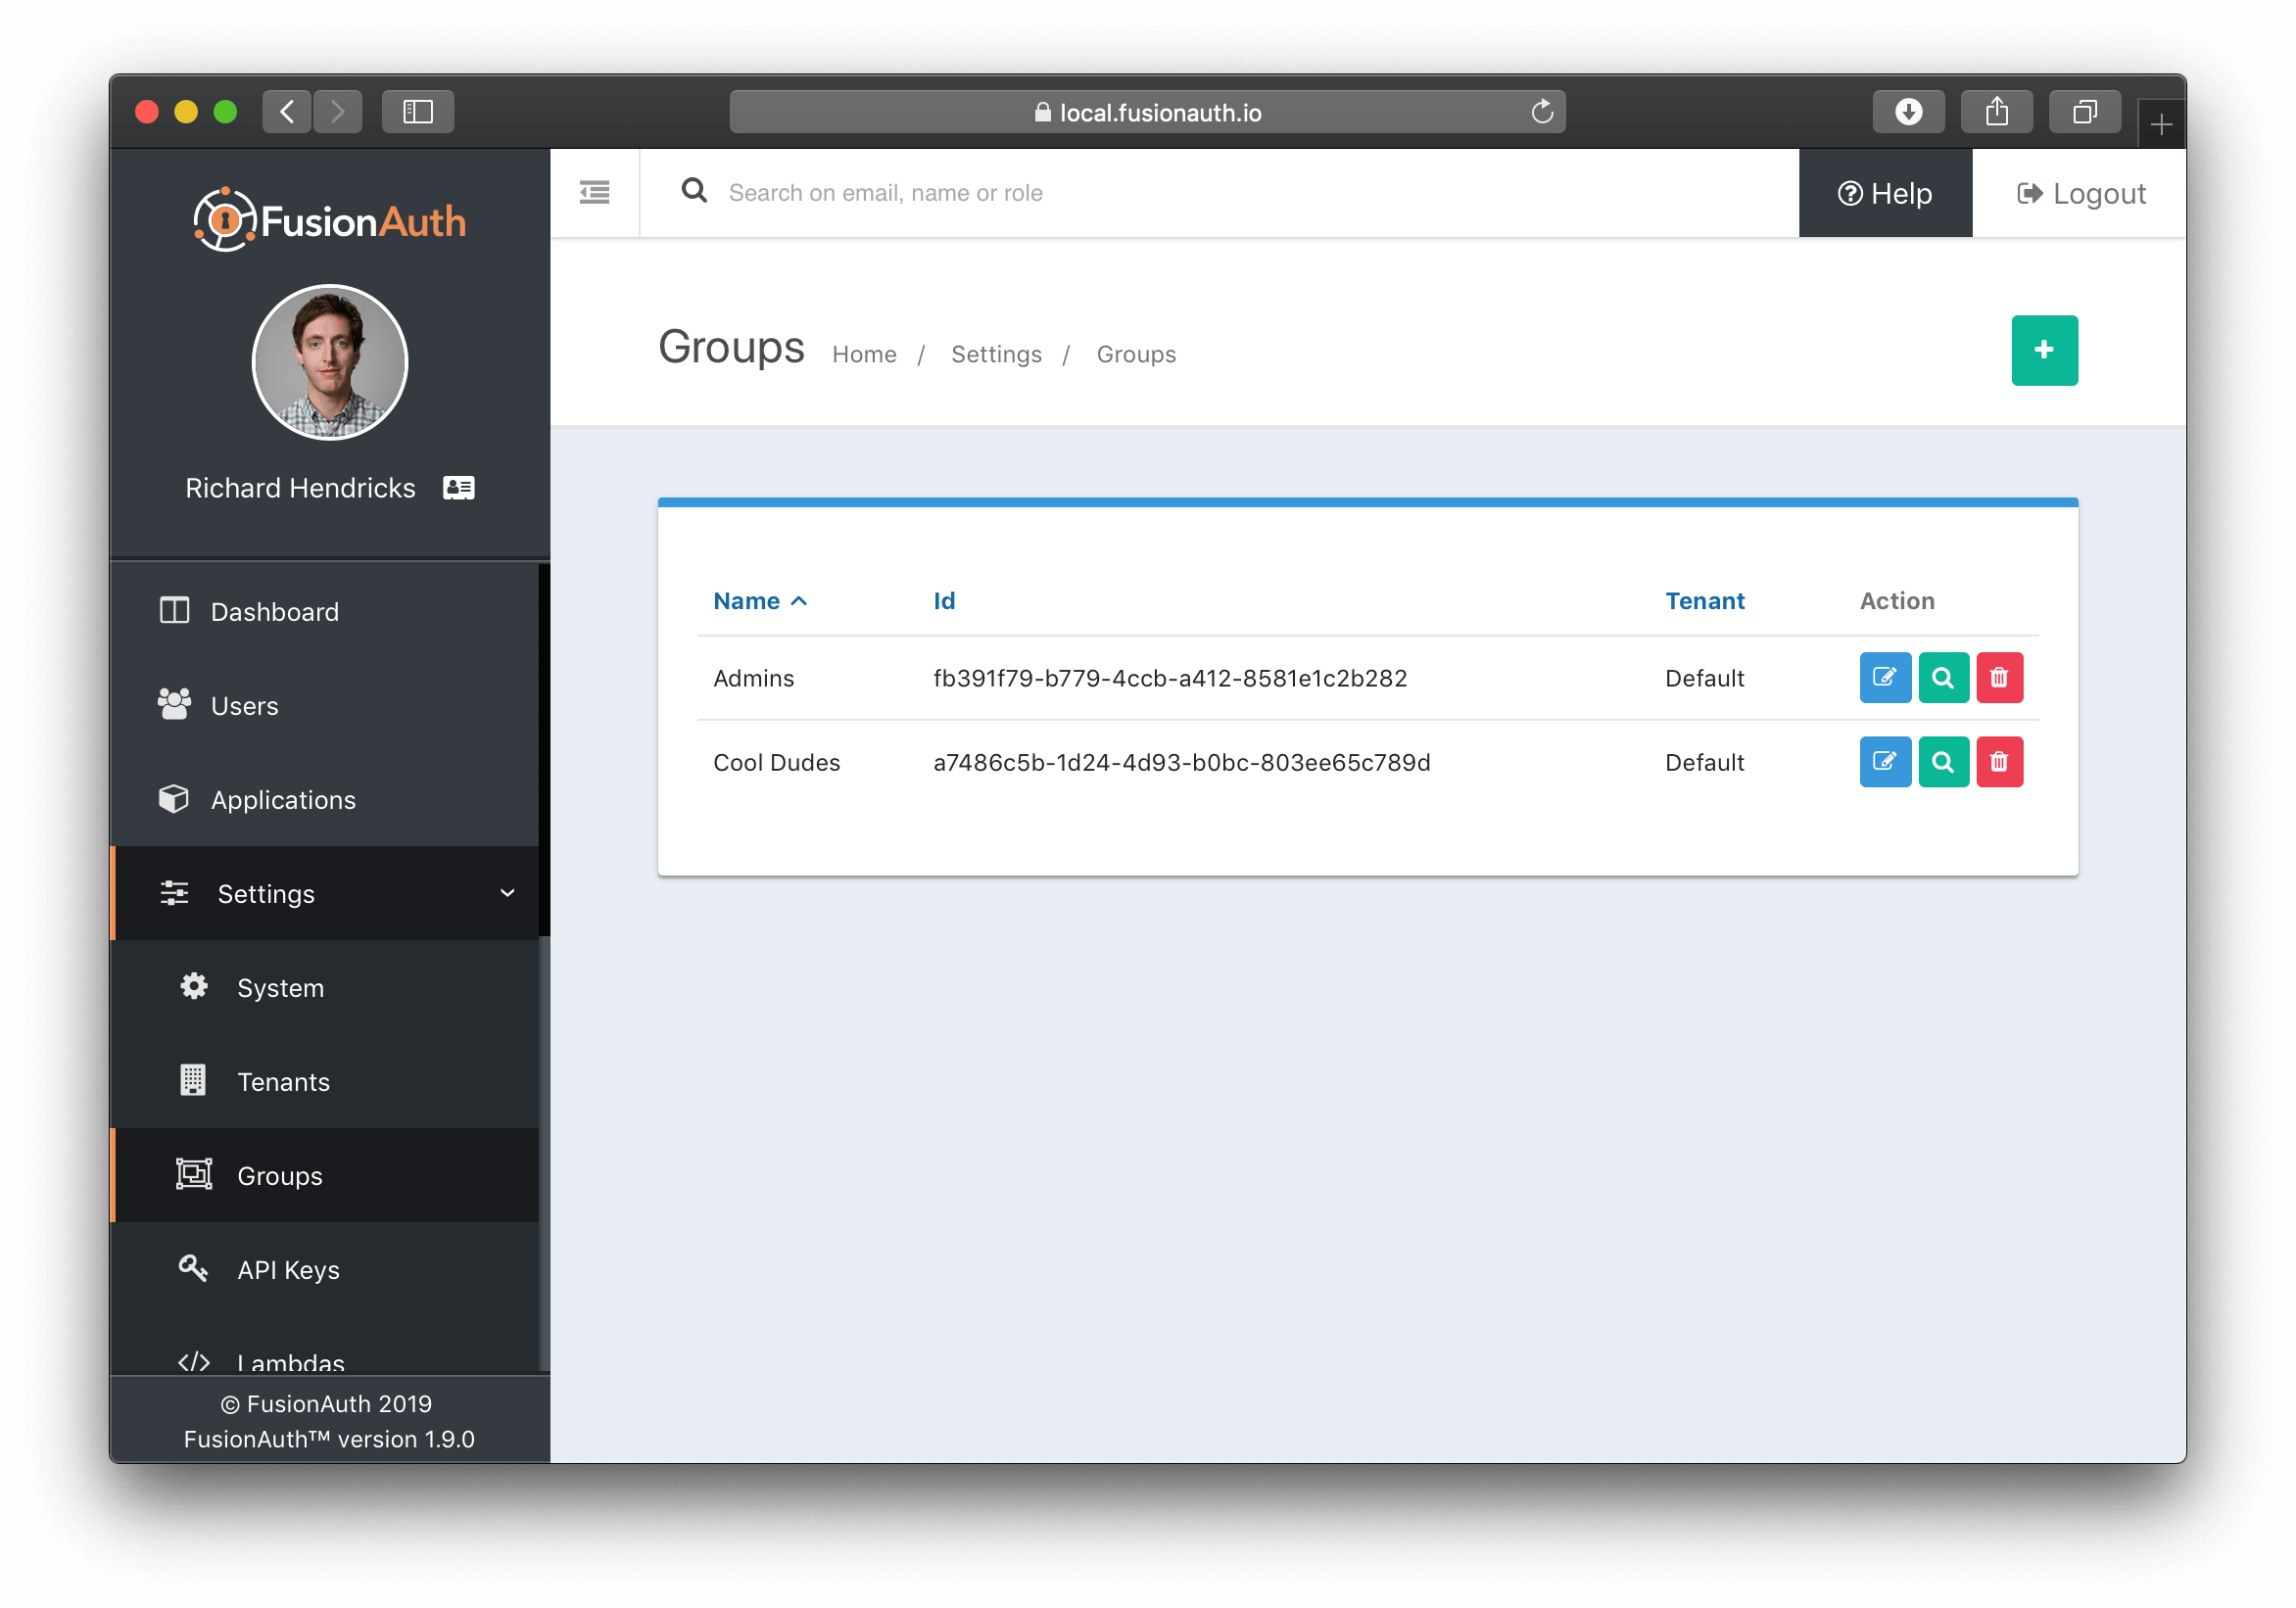 local.fusionauth.io
FusionAuth
Richard Hendricks
Dashboard
Users
Applications
Settings
System
Tenants
Groups
API Keys
Lambdas
© FusionAuth 2019
FusionAuth™ version 1.9.0
Search on email, name or role
Help
Logout
Groups Home / Settings / Groups
Name Id Tenant Action
Admins fb391f79-b779-4ccb-a412-8581e1c2b282 Default
Cool Dudes a7486c5b-1d24-4d93-b0bc-803ee65c789d Default